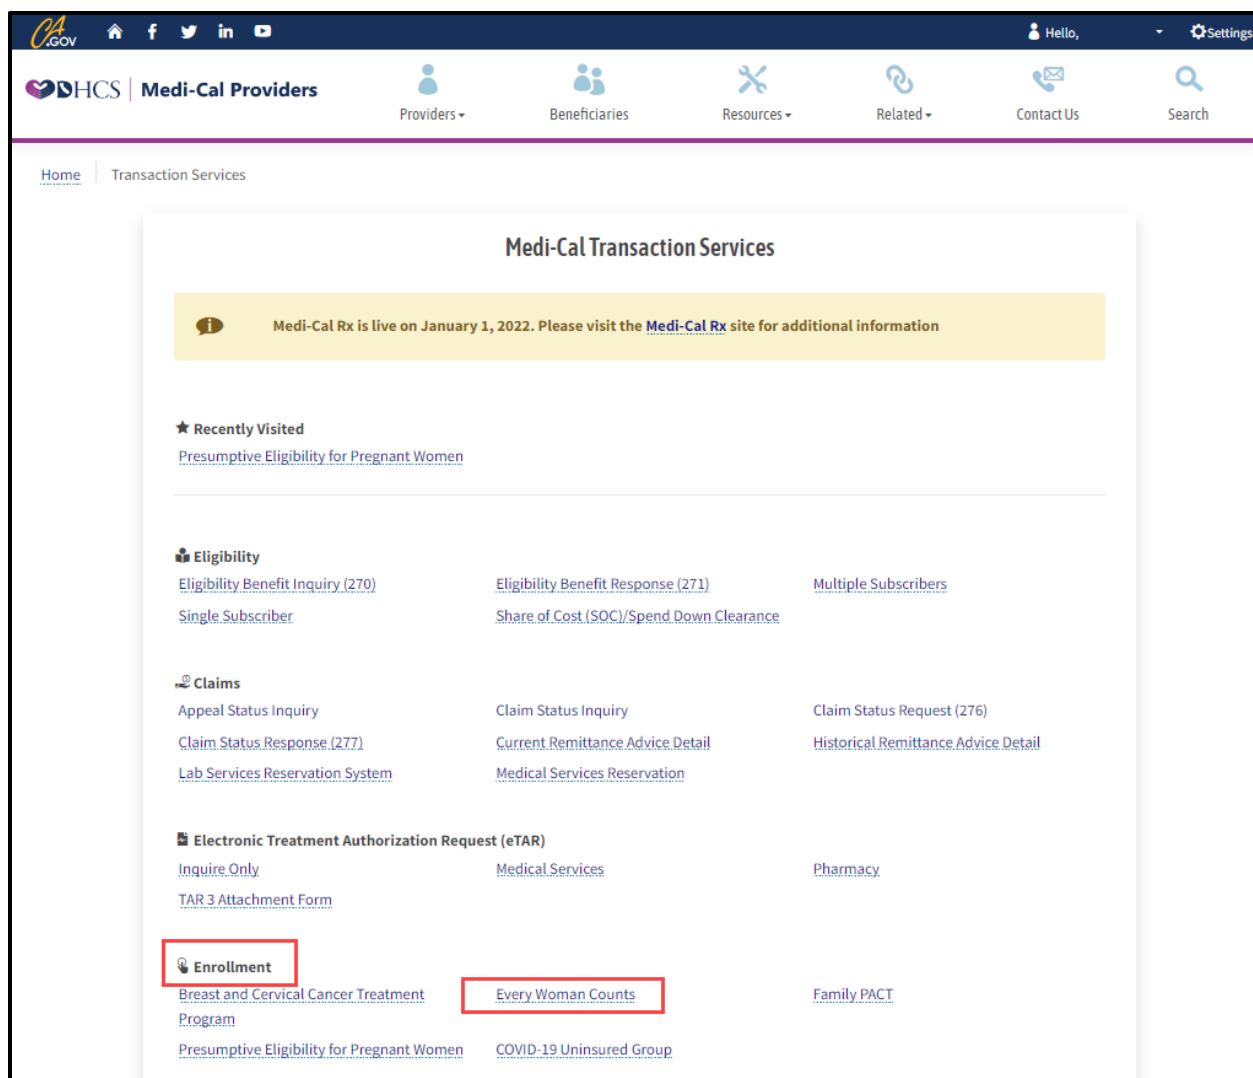 CA
.GOV
Hello,
Settings
DHCS | Medi-Cal Providers
Providers
Beneficiaries
Resources
Related
Contact Us
Search
Home
Transaction Services
Medi-Cal Transaction Services
Medi-Cal Rx is live on January 1, 2022. Please visit the Medi-Cal Rx site for additional information
Recently Visited
Presumptive Eligibility for Pregnant Women
Eligibility
Eligibility Benefit Inquiry (270)
Eligibility Benefit Response (271)
Multiple Subscribers
Single Subscriber
Share of Cost (SOC)/Spend Down Clearance
Claims
Appeal Status Inquiry
Claim Status Inquiry
Claim Status Request (276)
Claim Status Response (277)
Current Remittance Advice Detail
Historical Remittance Advice Detail
Lab Services Reservation System
Medical Services Reservation
Electronic Treatment Authorization Request (eTAR)
Inquire Only
Medical Services
Pharmacy
TAR 3 Attachment Form
Enrollment
Breast and Cervical Cancer Treatment
Program
Every Woman Counts
Family PACT
Presumptive Eligibility for Pregnant Women
COVID-19 Uninsured Group